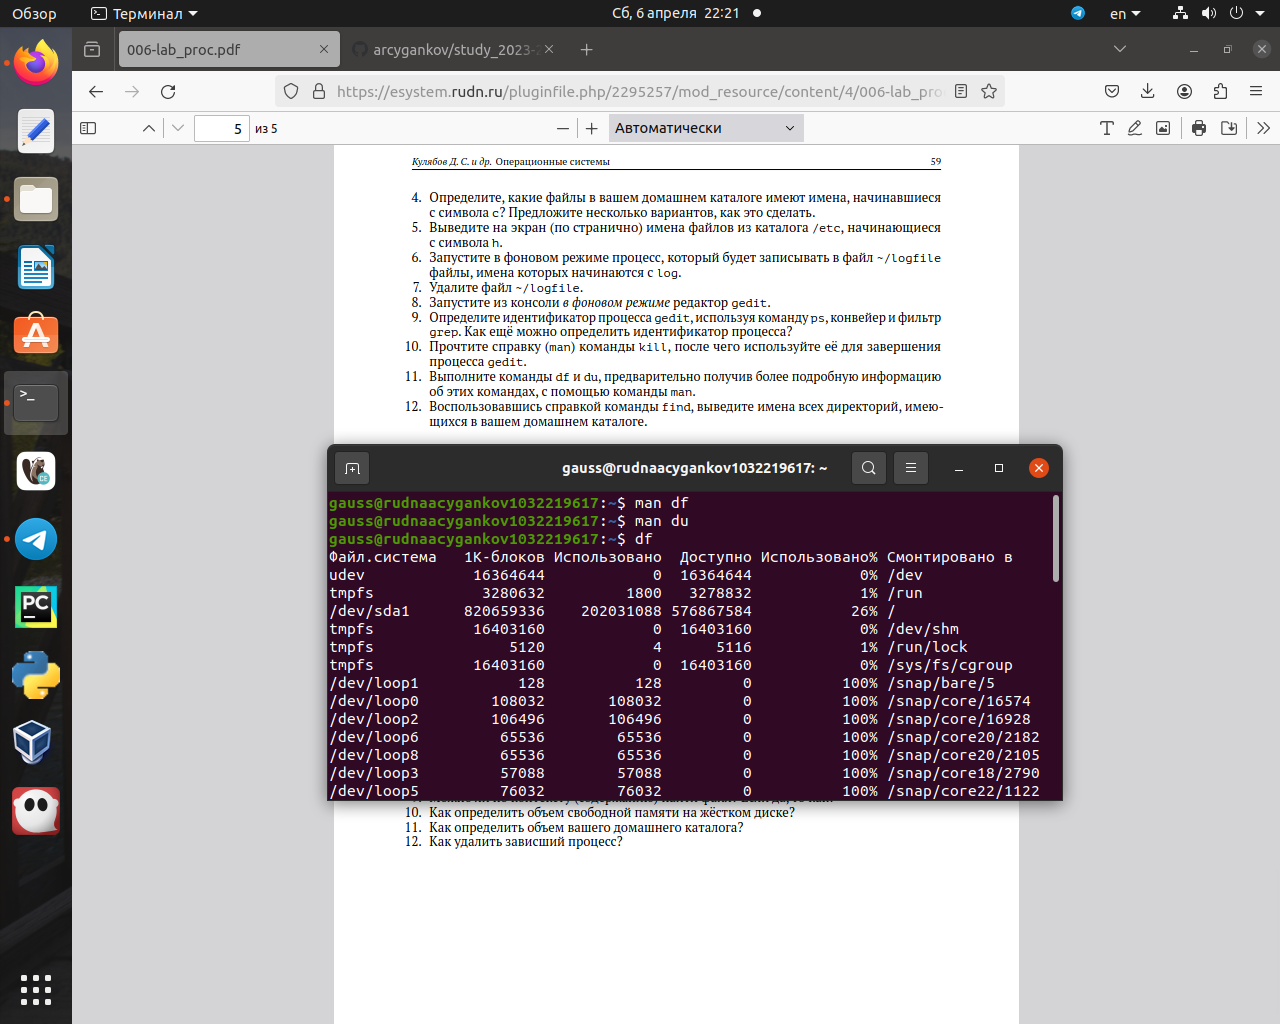 Обзор
Терминал
Сб, 6 апреля 22:21
en
006-lab_proc.pdf
arcygankov/study_2023-2
https://esystem.rudn.ru/pluginfile.php/2295257/mod_resource/content/4/006-lab_pro
5 из 5
Автоматически
Кулябов Д. С. и др. Операционные системы 59
4. Определите, какие файлы в вашем домашнем каталоге имеют имена, начинавшиеся
с символа c? Предложите несколько вариантов, как это сделать.
5. Выведите на экран (по странично) имена файлов из каталога /etc, начинающиеся
с символа h.
6. Запустите в фоновом режиме процесс, который будет записывать в файл ~/logfile
файлы, имена которых начинаются с log.
7. Удалите файл ~/logfile.
8. Запустите из консоли в фоновом режиме редактор gedit.
9. Определите идентификатор процесса gedit, используя команду ps, конвейер и фильтр
grep. Как ещё можно определить идентификатор процесса?
10. Прочтите справку (man) команды kill, после чего используйте её для завершения
процесса gedit.
11. Выполните команды df и du, предварительно получив более подробную информацию
об этих командах, с помощью команды man.
12. Воспользовавшись справкой команды find, выведите имена всех директорий, имею-
щихся в вашем домашнем каталоге.
gauss@rudnaacygankov1032219617: ~
gauss@rudnaacygankov1032219617:~$ man df
gauss@rudnaacygankov1032219617:~$ man du
gauss@rudnaacygankov1032219617:~$ df
Файл.система 1K-блоков Использовано Доступно Использовано% Cмонтировано в
udev 16364644 0 16364644 0% /dev
tmpfs 3280632 1800 3278832 1% /run
/dev/sda1 820659336 202031088 576867584 26% /
tmpfs 16403160 0 16403160 0% /dev/shm
tmpfs 5120 4 5116 1% /run/lock
tmpfs 16403160 0 16403160 0% /sys/fs/cgroup
/dev/loop1 128 128 0 100% /snap/bare/5
/dev/loop0 108032 108032 0 100% /snap/core/16574
/dev/loop2 106496 106496 0 100% /snap/core/16928
/dev/loop6 65536 65536 0 100% /snap/core20/2182
/dev/loop8 65536 65536 0 100% /snap/core20/2105
/dev/loop3 57088 57088 0 100% /snap/core18/2790
/dev/loop5 76032 76032 0 100% /snap/core22/1122
10. Как определить объем свободной памяти на жёстком диске?
11. Как определить объем вашего домашнего каталога?
12. Как удалить зависший процесс?